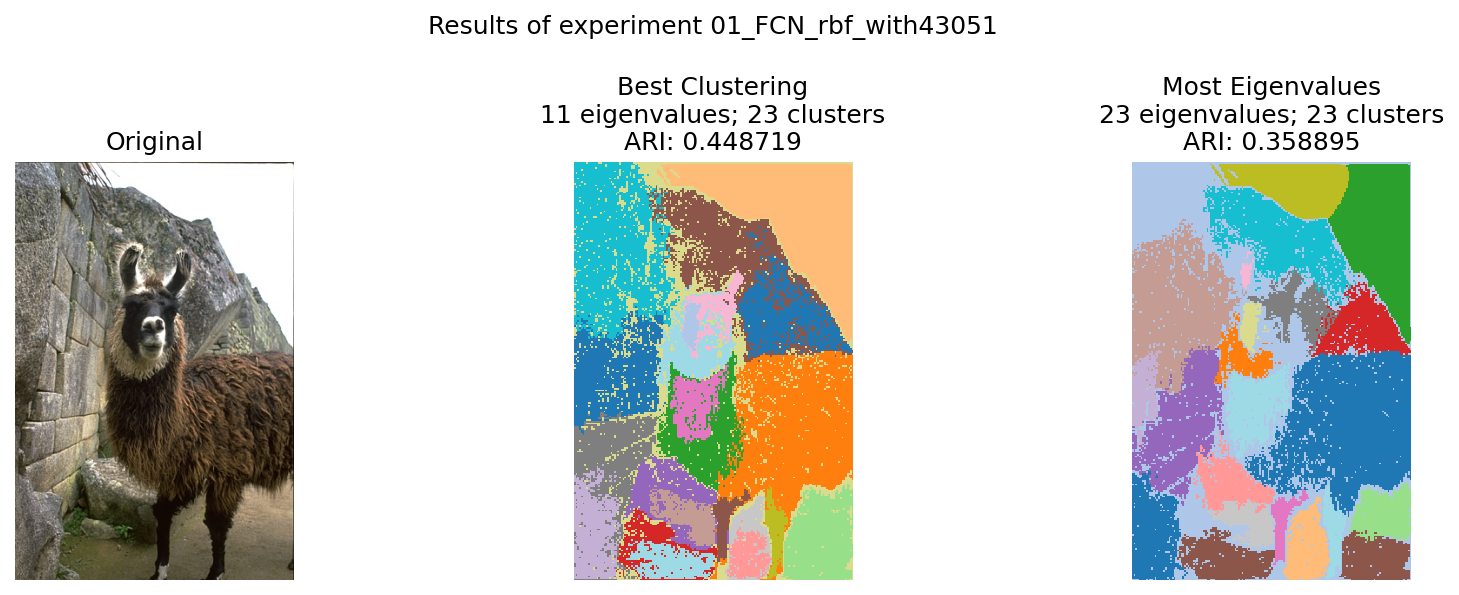 Results of experiment 01_FCN_rbf_with43051
Original
Best Clustering
11 eigenvalues; 23 clusters
ARI: 0.448719
Most Eigenvalues
23 eigenvalues; 23 clusters
ARI: 0.358895